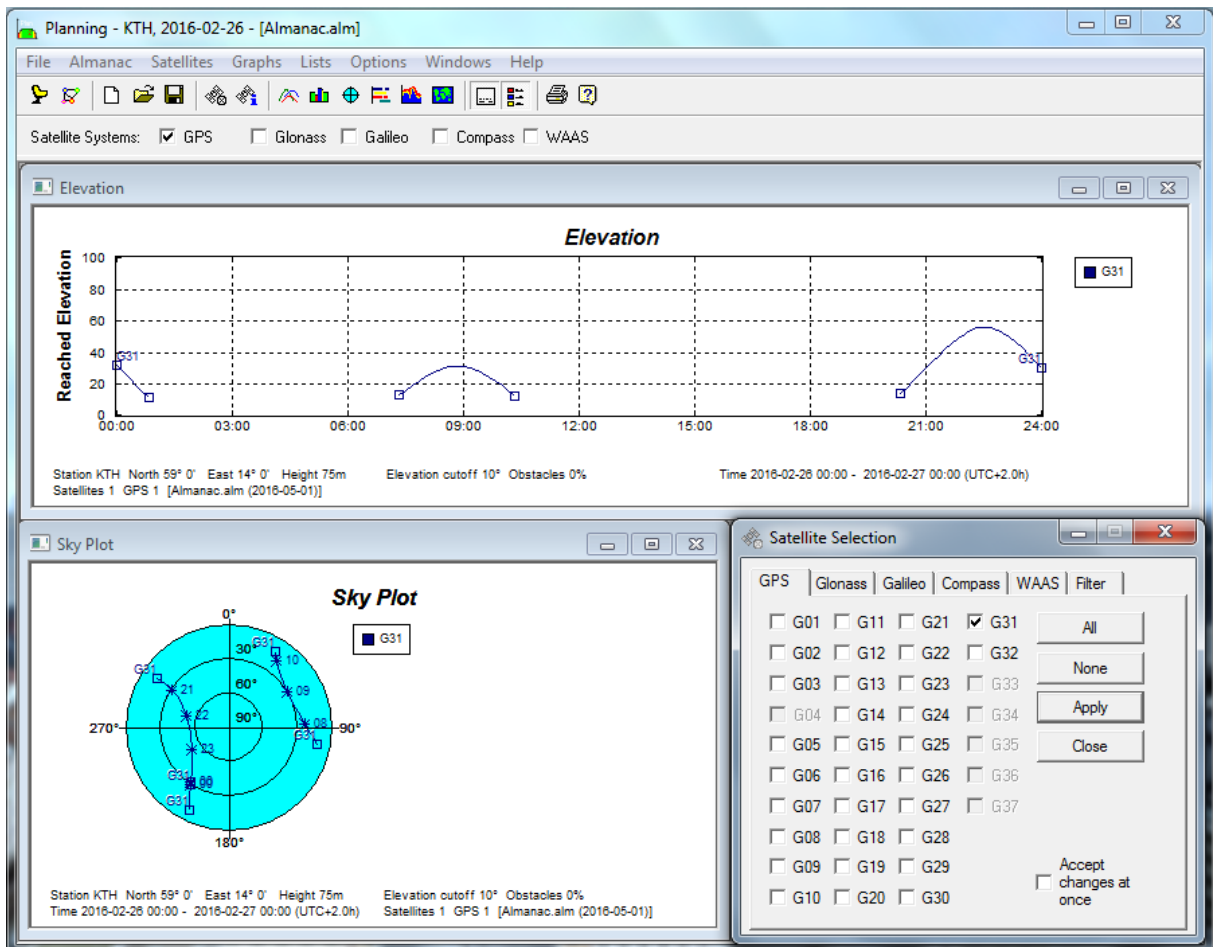 Planning - KTH, 2016-02-26 - [Almanac.alm]
File Almanac Satellites Graphs Lists Options Windows Help
Satellite Systems: GPS Glonass Galileo Compass WAAS
Elevation
Elevation
Reached Elevation
100
80
60
40
20
0
G31
G31
G31
00:00 03:00 06:00 09:00 12:00 15:00 18:00 21:00 24:00
Station KTH North 59° 0' East 14° 0' Height 75m Elevation cutoff 10° Obstacles 0% Time 2016-02-26 00:00 - 2016-02-27 00:00 (UTC+2.0h)
Satellites 1 GPS 1 [Almanac.alm (2016-05-01)]
Sky Plot
Sky Plot
G31
0°
30°
60°
90°
270°
90°
180°
G31
10
G31
21
09
22
08
G31
23
G31
00
G31
Station KTH North 59° 0' East 14° 0' Height 75m Elevation cutoff 10° Obstacles 0%
Time 2016-02-26 00:00 - 2016-02-27 00:00 (UTC+2.0h) Satellites 1 GPS 1 [Almanac.alm (2016-05-01)]
Satellite Selection
GPS Glonass Galileo Compass WAAS Filter
G01 G11 G21 G31
G02 G12 G22 G32
G03 G13 G23 G33
G04 G14 G24 G34
G05 G15 G25 G35
G06 G16 G26 G36
G07 G17 G27 G37
G08 G18 G28
G09 G19 G29
G10 G20 G30
All
None
Apply
Close
Accept
changes at
once